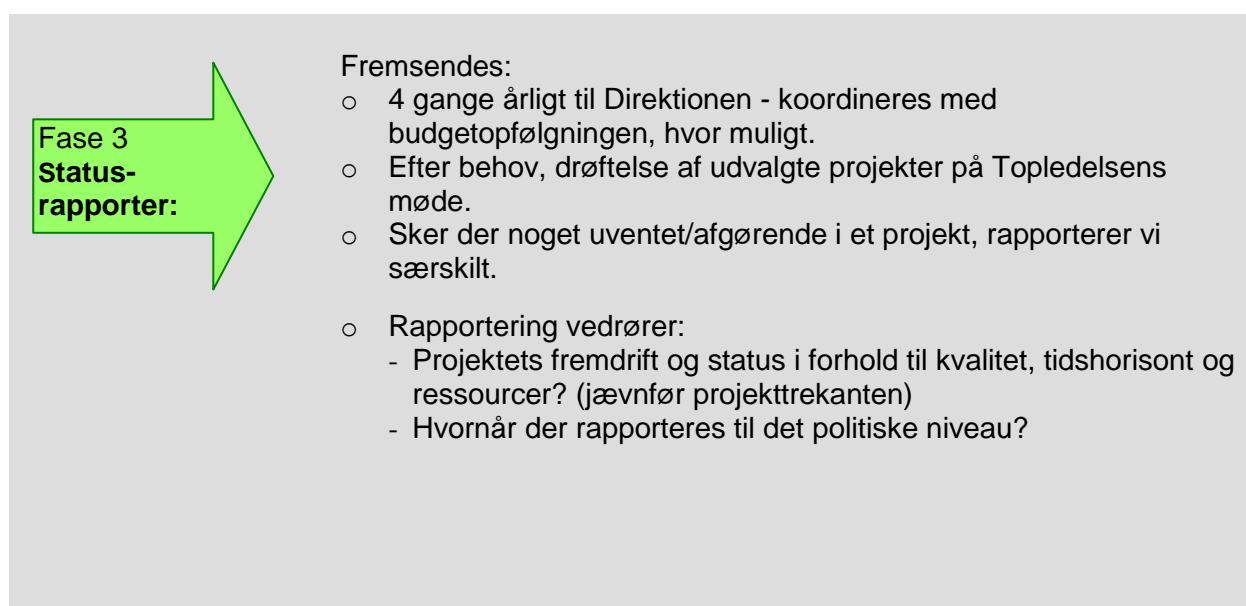 Fase 3
Status-
rapporter:
Fremsendes:
o 4 gange årligt til Direktionen - koordineres med
budgetopfølgningen, hvor muligt.
o Efter behov, drøftelse af udvalgte projekter på Topledelsens
møde.
o Sker der noget uventet/afgørende i et projekt, rapporterer vi
særskilt.
o Rapportering vedrører:
- Projektets fremdrift og status i forhold til kvalitet, tidshorisont og
ressourcer? (jævnfør projekttrekanten)
- Hvornår der rapporteres til det politiske niveau?